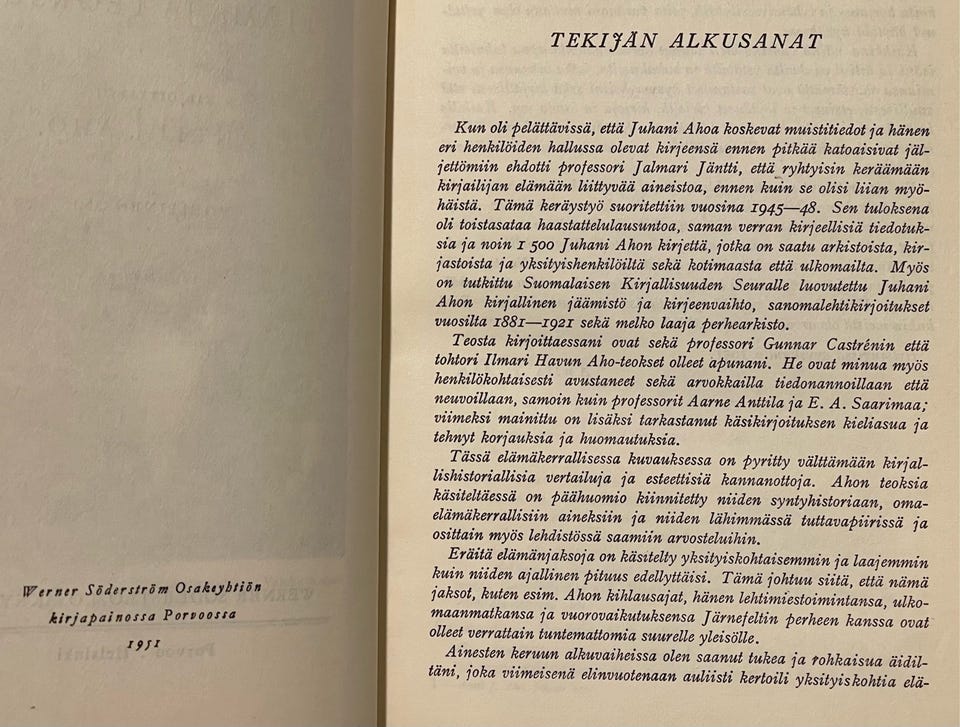 Werner Söderström Osakeyhtiön
kirjapainossa Porvoossa
1951
TEKIJÄN ALKUSANAT
Kun oli pelättävissä, että Juhani Ahoa koskevat muistitiedot ja hänen
eri henkilöiden hallussa olevat kirjeensä ennen pitkää katoaisivat jäl-
jettömiin ehdotti professori Jalmari Jäntti, että ryhtyisin keräämään
kirjailijan elämään liittyvää aineistoa, ennen kuin se olisi liian myö-
häistä. Tämä keräystyö suoritettiin vuosina 1945—48. Sen tuloksena
oli toistasataa haastattelulausuntoa, saman verran kirjeellisiä tiedotuk-
sia ja noin 1 500 Juhani Ahon kirjettä, jotka on saatu arkistoista, kir-
jastoista ja yksityishenkilöiltä sekä kotimaasta että ulkomailta. Myös
on tutkittu Suomalaisen Kirjallisuuden Seuralle luovutettu Juhani
Ahon kirjallinen jäämistö ja kirjeenvaihto, sanomalehtikirjoitukset
vuosilta 1881—1921 sekä melko laaja perhearkisto.
Teosta kirjoittaessani ovat sekä professori Gunnar Castrénin että
tohtori Ilmari Havun Aho-teokset olleet apunani. He ovat minua myös
henkilökohtaisesti avustaneet sekä arvokkailla tiedonannoillaan että
neuvoillaan, samoin kuin professorit Aarne Anttila ja E. A. Saarimaa;
viimeksi mainittu on lisäksi tarkastanut käsikirjoituksen kieliasua ja
tehnyt korjauksia ja huomautuksia.
Tässä elämäkerrallisessa kuvauksessa on pyritty välttämään kirjal-
lishistoriallisia vertailuja ja esteettisiä kannanottoja. Ahon teoksia
käsiteltäessä on päähuomio kiinnitetty niiden syntyhistoriaan, oma-
elämäkerrallisiin aineksiin ja niiden lähimmässä tuttavapiirissä ja
osittain myös lehdistössä saamiin arvosteluihin.
Eräitä elämänjaksoja on käsitelty yksityiskohtaisemmin ja laajemmin
kuin niiden ajallinen pituus edellyttäisi. Tämä johtuu siitä, että nämä
jaksot, kuten esim. Ahon kihlausajat, hänen lehtimiestoimintansa, ulko-
maanmatkansa ja vuorovaikutuksensa Järnefeltin perheen kanssa ovat
olleet verrattain tuntemattomia suurelle yleisölle.
Ainesten keruun alkuvaiheissa olen saanut tukea ja rohkaisua äidil-
täni, joka viimeisenä elinvuotenaan auliisti kertoili yksityiskohtia elä-